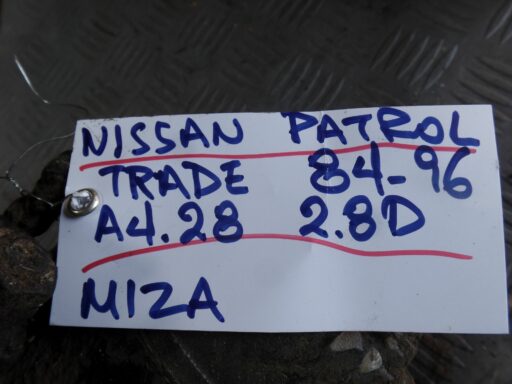 NISSAN PATROL
TRADE 84-96
A4.28 2.8D
MIZA